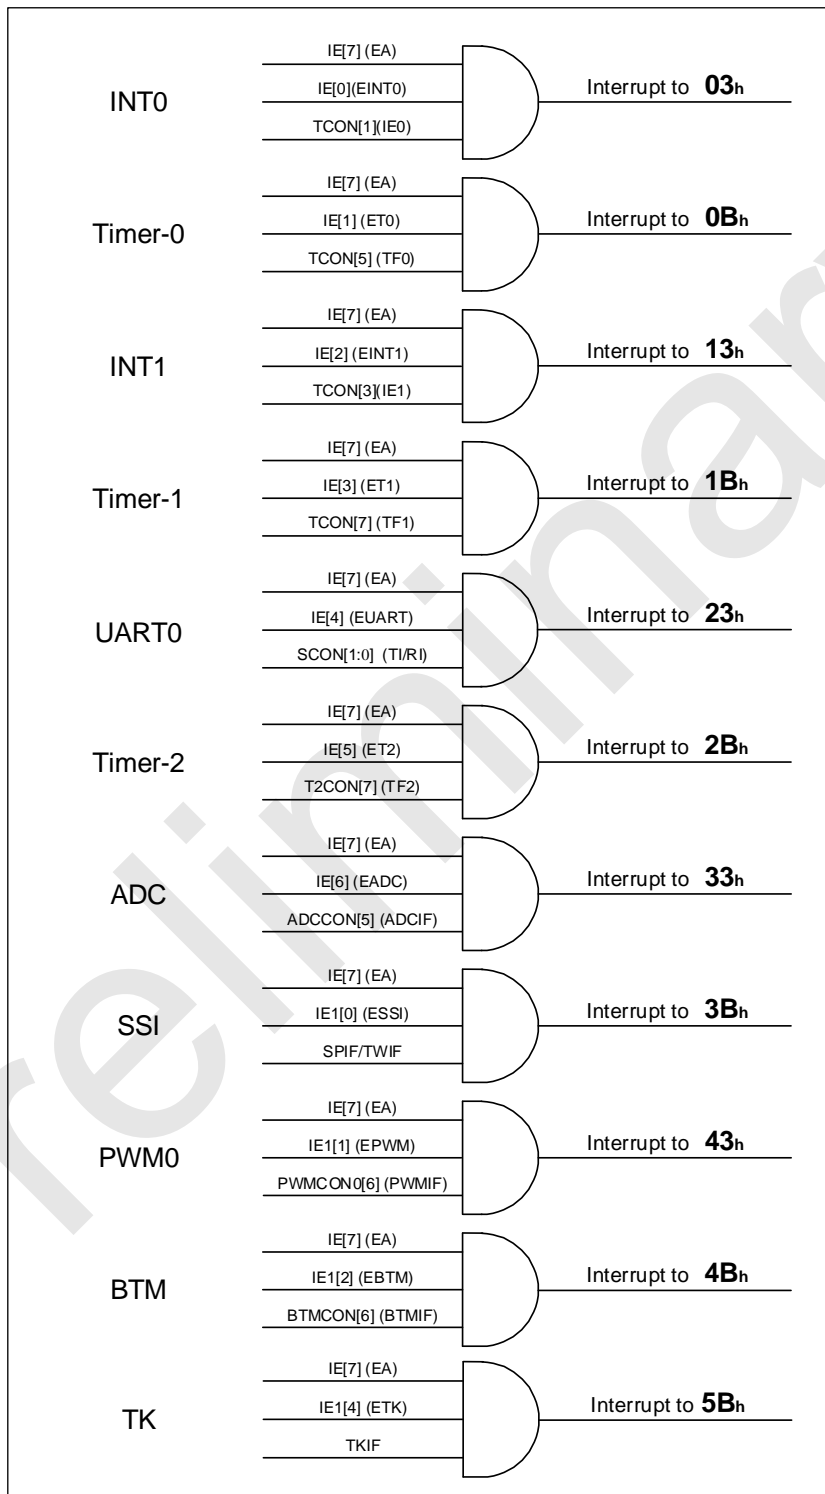 IE[7] (EA)
INT0
IE[0](EINT0)
Interrupt to 03h
TCON[1](IE0)
IE[7] (EA)
Timer-0
IE[1] (ET0)
Interrupt to 0Bh
TCON[5] (TF0)
IE[7] (EA)
INT1
IE[2] (EINT1)
Interrupt to 13h
TCON[3](IE1)
IE[7] (EA)
Timer-1
IE[3] (ET1)
Interrupt to 1Bh
TCON[7] (TF1)
IE[7] (EA)
UART0
IE[4] (EUART)
Interrupt to 23h
SCON[1:0] (TI/RI)
IE[7] (EA)
Timer-2
IE[5] (ET2)
Interrupt to 2Bh
T2CON[7] (TF2)
IE[7] (EA)
ADC
IE[6] (EADC)
Interrupt to 33h
ADCCON[5] (ADCIF)
IE[7] (EA)
SSI
IE1[0] (ESSI)
Interrupt to 3Bh
SPIF/TWIF
IE[7] (EA)
PWM0
IE1[1] (EPWM)
Interrupt to 43h
PWMCON0[6] (PWMIF)
IE[7] (EA)
BTM
IE1[2] (EBTM)
Interrupt to 4Bh
BTMCON[6] (BTMIF)
IE[7] (EA)
TK
IE1[4] (ETK)
Interrupt to 5Bh
TKIF
reliminar